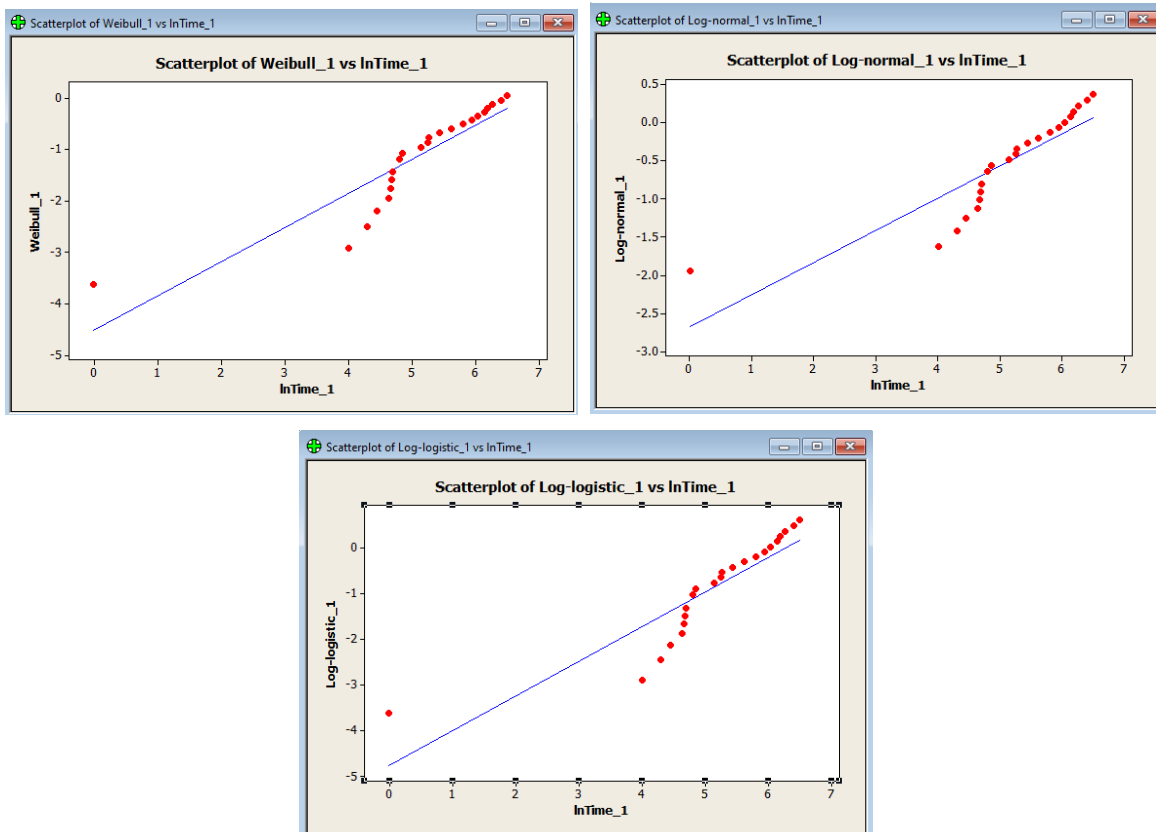 Scatterplot of Weibull_1 vs lnTime_1
Scatterplot of Weibull_1 vs lnTime_1
0
-1
-2
-3
-4
-5
Weibull_1
0 1 2 3 4 5 6 7
lnTime_1
Scatterplot of Log-normal_1 vs lnTime_1
Scatterplot of Log-normal_1 vs lnTime_1
0.5
0.0
-0.5
-1.0
-1.5
-2.0
-2.5
-3.0
Log-normal_1
0 1 2 3 4 5 6 7
lnTime_1
Scatterplot of Log-logistic_1 vs lnTime_1
Scatterplot of Log-logistic_1 vs lnTime_1
0
-1
-2
-3
-4
-5
Log-logistic_1
0 1 2 3 4 5 6 7
lnTime_1